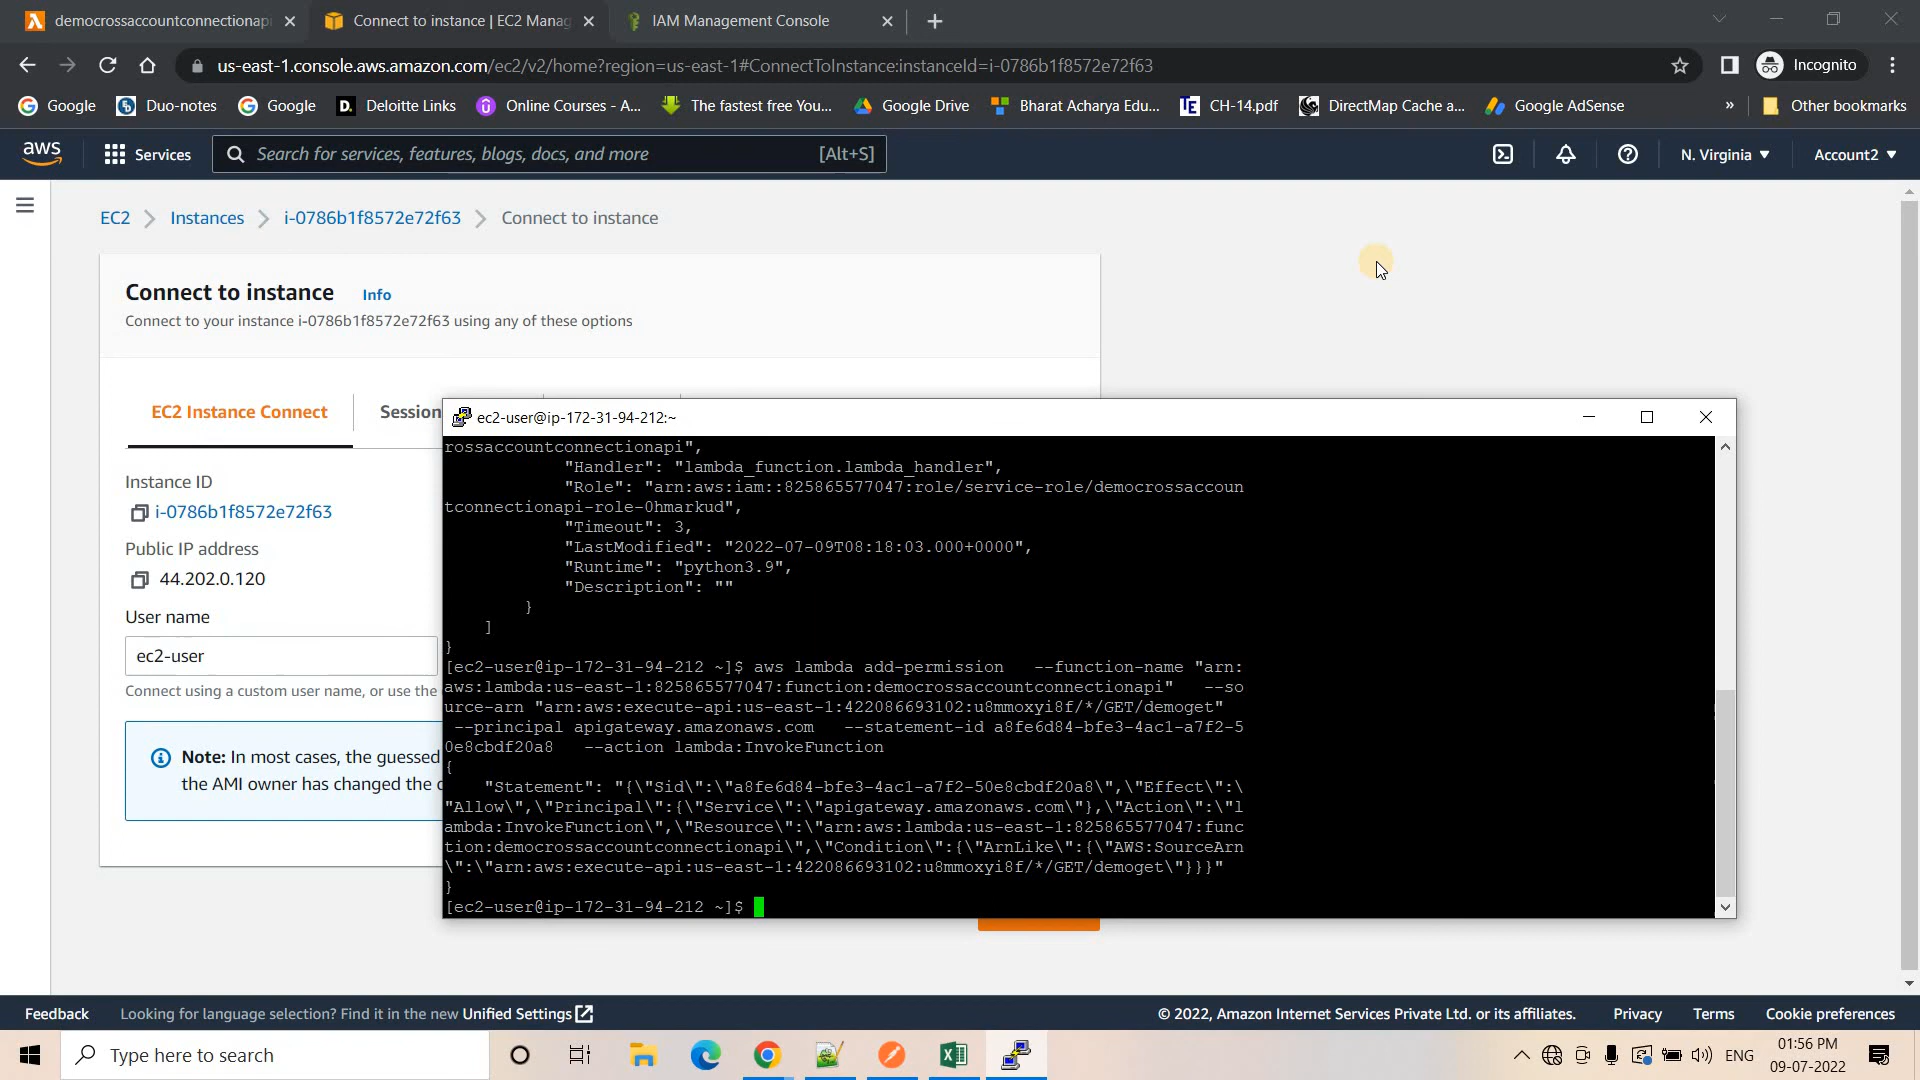 democrossaccountconnectionap
Connect to instance | EC2 Manag
IAM Management Console
us-east-1.console.aws.amazon.com/ec2/v2/home?region=us-east-1#ConnectToInstance:instanceId=i-0786b1f8572e72f63
Incognito
Google
Duo-notes
Google
Deloitte Links
Online Courses - A...
The fastest free You...
Google Drive
Bharat Acharya Edu...
CH-14.pdf
DirectMap Cache a...
Google AdSense
»
Other bookmarks
aws
Services
Search for services, features, blogs, docs, and more
[Alt+S]
N. Virginia
Account2
EC2
Instances
i-0786b1f8572e72f63
Connect to instance
Connect to instance
Info
Connect to your instance i-0786b1f8572e72f63 using any of these options
EC2 Instance Connect
Session
Instance ID
i-0786b1f8572e72f63
Public IP address
44.202.0.120
User name
ec2-user
Connect using a custom user name, or use the
Note: In most cases, the guessed
the AMI owner has changed the
ec2-user@ip-172-31-94-212:~
rossaccountconnectionapi",
"Handler": "lambda_function.lambda_handler",
"Role": "arn:aws:iam::825865577047:role/service-role/democrossaccoun
tconnectionapi-role-0hmarkud",
"Timeout": 3,
"LastModified": "2022-07-09T08:18:03.000+0000",
"Runtime": "python3.9",
"Description": ""
}
]
}
[ec2-user@ip-172-31-94-212 ~]$ aws lambda add-permission   --function-name "arn:
aws:lambda:us-east-1:825865577047:function:democrossaccountconnectionapi"   --so
urce-arn "arn:aws:execute-api:us-east-1:422086693102:u8mmoxyi8f/*/GET/demoget"
--principal apigateway.amazonaws.com   --statement-id a8fe6d84-bfe3-4ac1-a7f2-5
0e8cbdf20a8   --action lambda:InvokeFunction
{
"Statement": "{\"Sid\":\"a8fe6d84-bfe3-4ac1-a7f2-50e8cbdf20a8\",\"Effect\":\
"Allow\",\"Principal\":{\"Service\":\"apigateway.amazonaws.com\"},\"Action\":\"l
ambda:InvokeFunction\",\"Resource\":\"arn:aws:lambda:us-east-1:825865577047:func
tion:democrossaccountconnectionapi\",\"Condition\":{\"ArnLike\":{\"AWS:SourceArn
\":\"arn:aws:execute-api:us-east-1:422086693102:u8mmoxyi8f/*/GET/demoget\"}}}"
}
[ec2-user@ip-172-31-94-212 ~]$
Feedback
Looking for language selection? Find it in the new Unified Settings
© 2022, Amazon Internet Services Private Ltd. or its affiliates.
Privacy
Terms
Cookie preferences
Type here to search
ENG
01:56 PM
09-07-2022